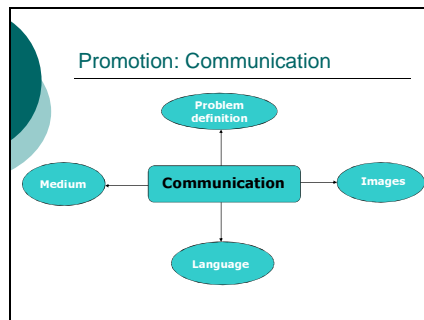 Promotion: Communication
Problem
definition
Medium
Communication
Images
Language